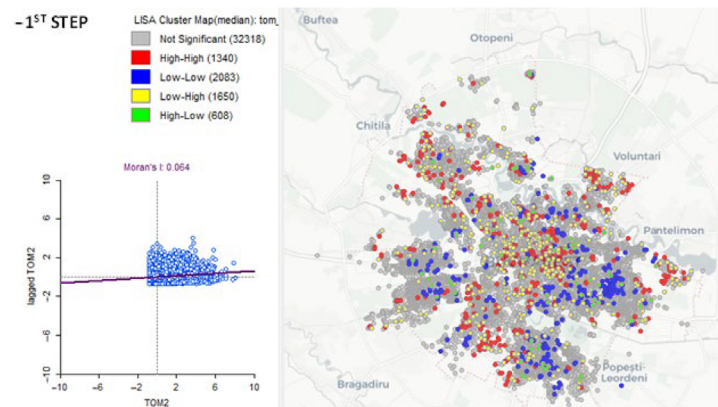 –1ST STEP
LISA Cluster Map(median): tom_
Not Significant (32318)
High-High (1340)
Low-Low (2083)
Low-High (1650)
High-Low (608)
Moran's I: 0.064
10
6
2
-2
-6
-10
lagged TOM2
-10 -6 -2 2 6 10
TOM2
Buftea
Otopeni
Chitila
Voluntari
Pantelimon
Popești-
Leordeni
Bragadiru